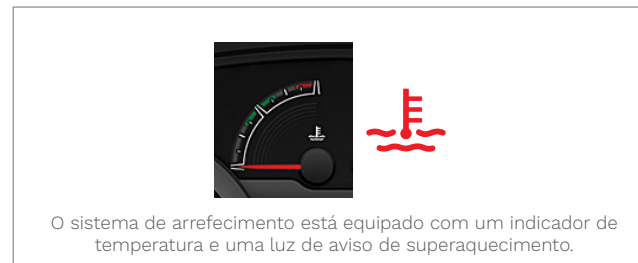 O sistema de arrefecimento está equipado com um indicador de
temperatura e uma luz de aviso de superaquecimento.